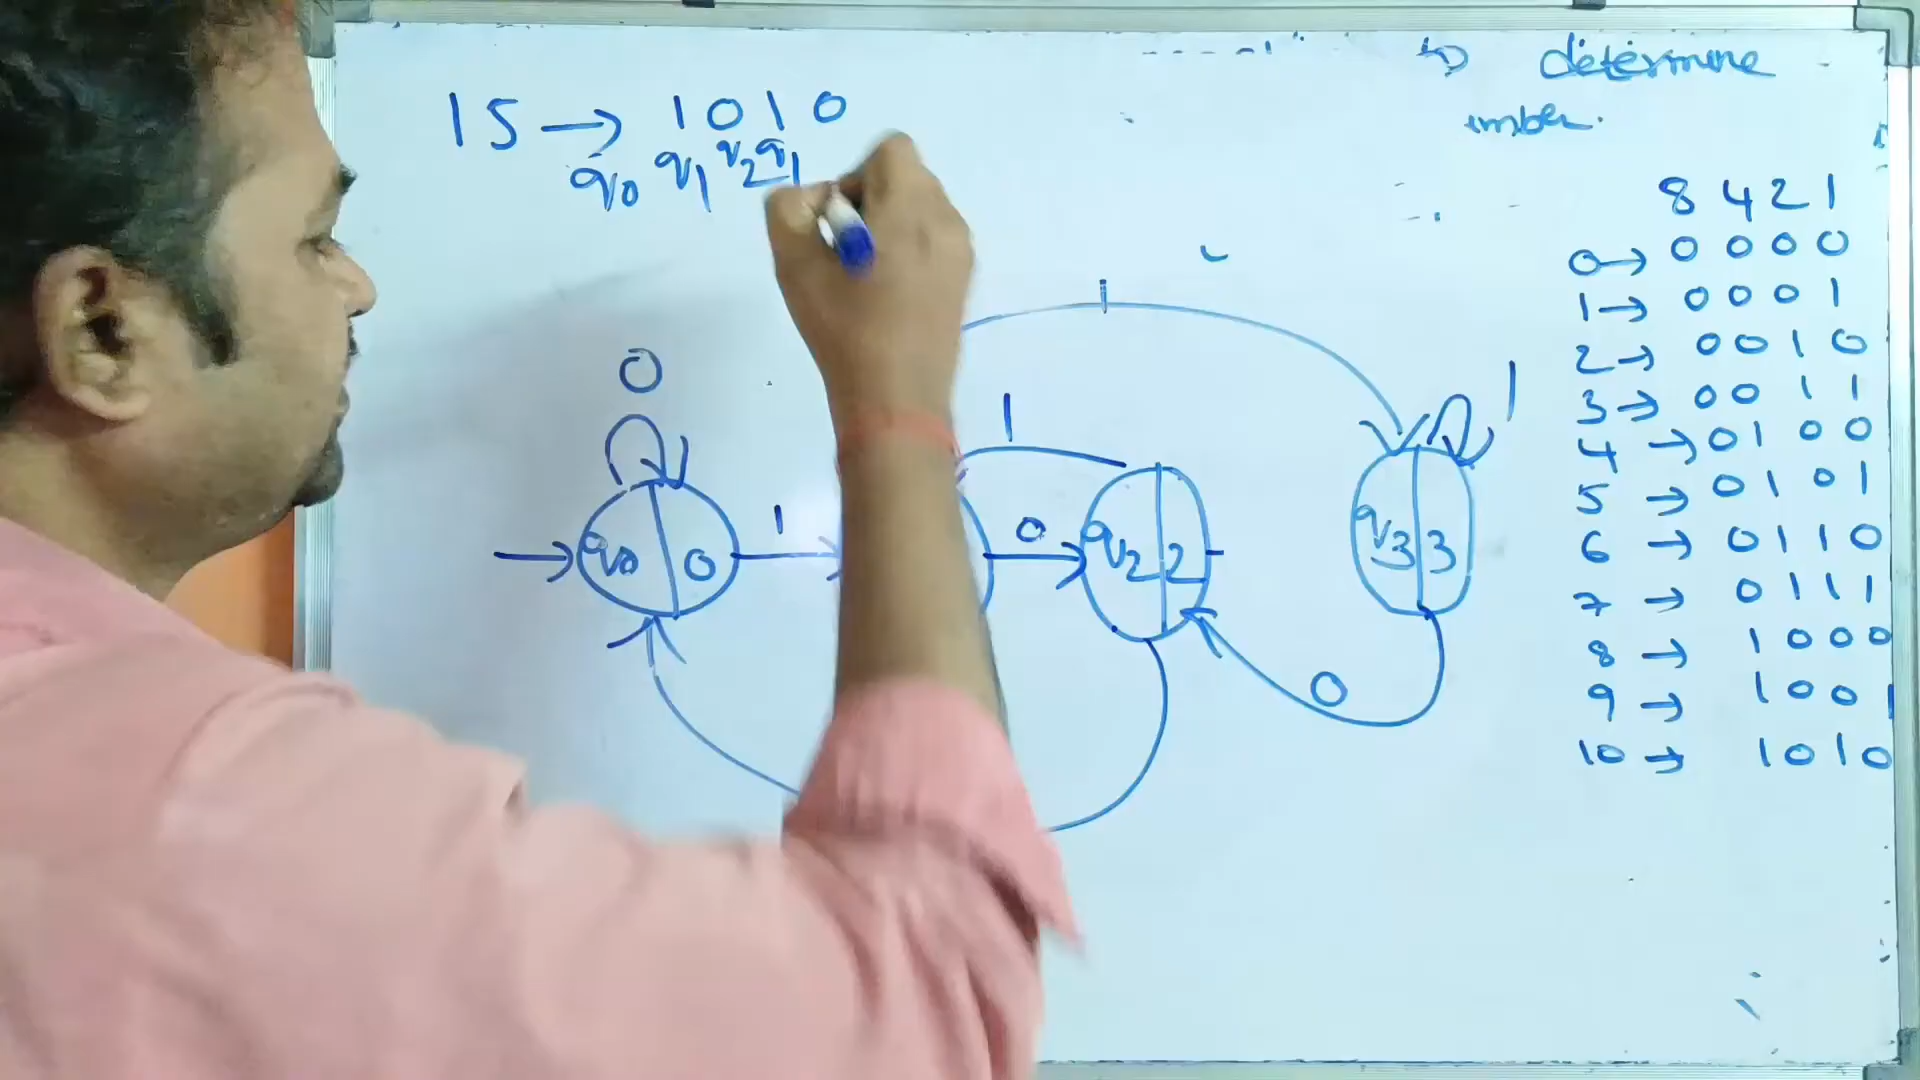 determine
15 → 1010
q0 q1 q2 q1
8 4 2 1
0 → 0 0 0 0
1 → 0 0 0 1
2 → 0 0 1 0
3 → 0 0 1 1
4 → 0 1 0 0
5 → 0 1 0 1
6 → 0 1 1 0
7 → 0 1 1 1
8 → 1 0 0 0
9 → 1 0 0 1
10 → 1 0 1 0
1
0
1
1
q0 0
1
0
q2 2
q3 3
0